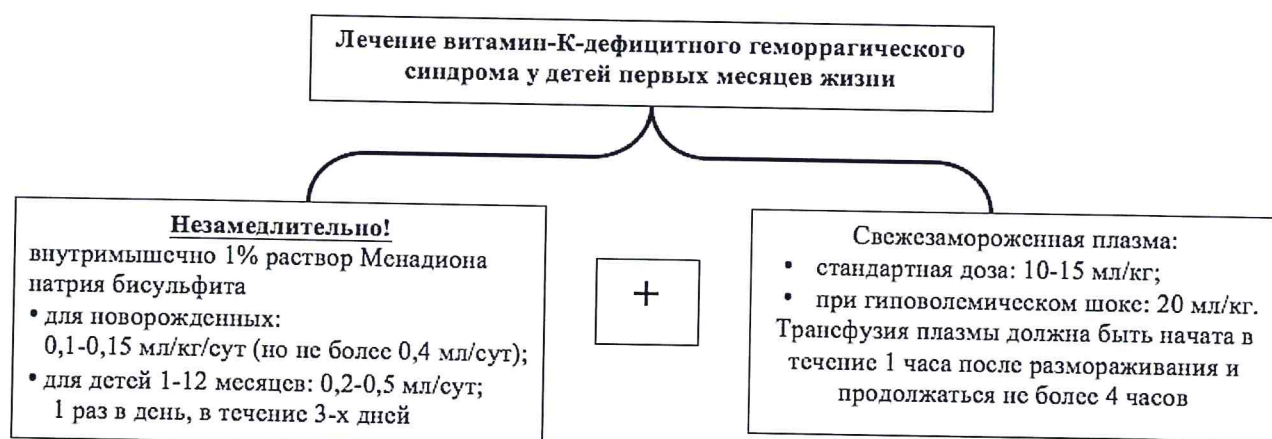 Лечение витамин-К-дефицитного геморрагического
синдрома у детей первых месяцев жизни
Незамедлительно!
внутримышечно 1% раствор Менадиона
натрия бисульфита
• для новорожденных:
0,1-0,15 мл/кг/сут (но не более 0,4 мл/сут);
• для детей 1-12 месяцев: 0,2-0,5 мл/сут;
1 раз в день, в течение 3-х дней
+
Свежезамороженная плазма:
• стандартная доза: 10-15 мл/кг;
• при гиповолемическом шоке: 20 мл/кг.
Трансфузия плазмы должна быть начата в
течение 1 часа после размораживания и
продолжаться не более 4 часов